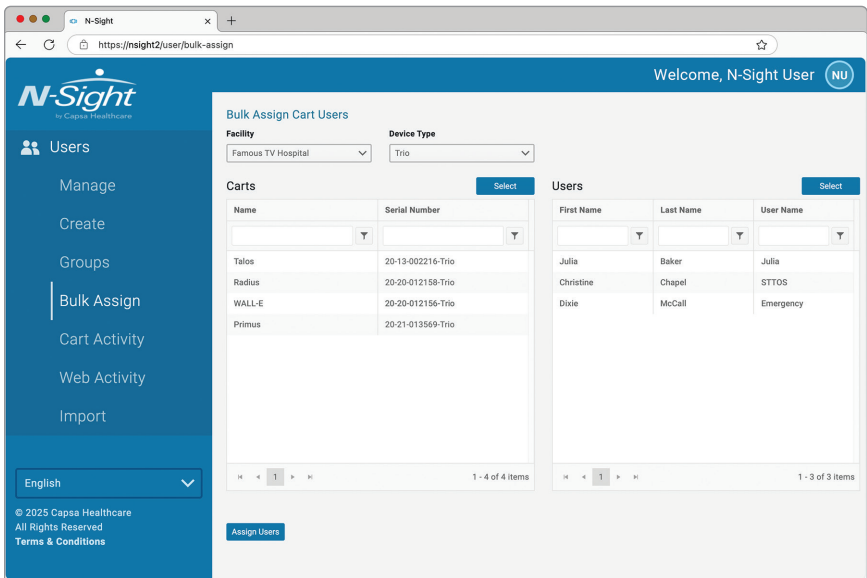 N-Sight
https://nsight2/user/bulk-assign
Welcome, N-Sight User NU
N-Sight
by Capsa Healthcare
Users
Manage
Create
Groups
Bulk Assign
Cart Activity
Web Activity
Import
English
© 2025 Capsa Healthcare
All Rights Reserved
Terms & Conditions
Bulk Assign Cart Users
Facility Device Type
Famous TV Hospital Trio
Carts Select
Name Serial Number
Talos 20-13-002216-Trio
Radius 20-20-012158-Trio
WALL-E 20-20-012156-Trio
Primus 20-21-013569-Trio
1 1 - 4 of 4 items
Users Select
First Name Last Name User Name
Julia Baker Julia
Christine Chapel STTOS
Dixie McCall Emergency
1 1 - 3 of 3 items
Assign Users